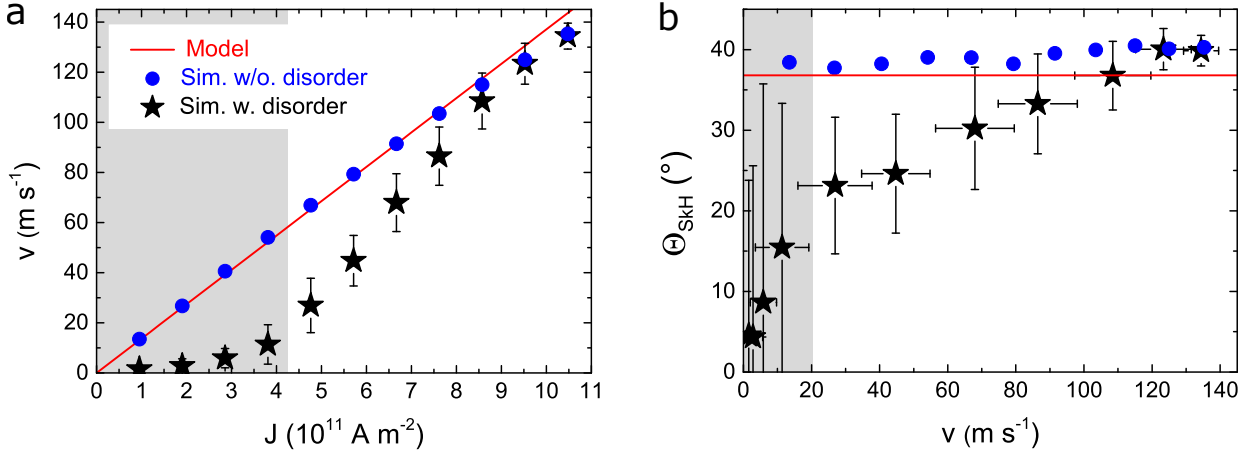 a
140
120
100
80
60
40
20
0
v (m s⁻¹)
Model
Sim. w/o. disorder
Sim. w. disorder
0 1 2 3 4 5 6 7 8 9 10 11
J (10¹¹ A m⁻²)
b
40
30
20
10
0
Θ_SkH (°)
0 20 40 60 80 100 120 140
v (m s⁻¹)